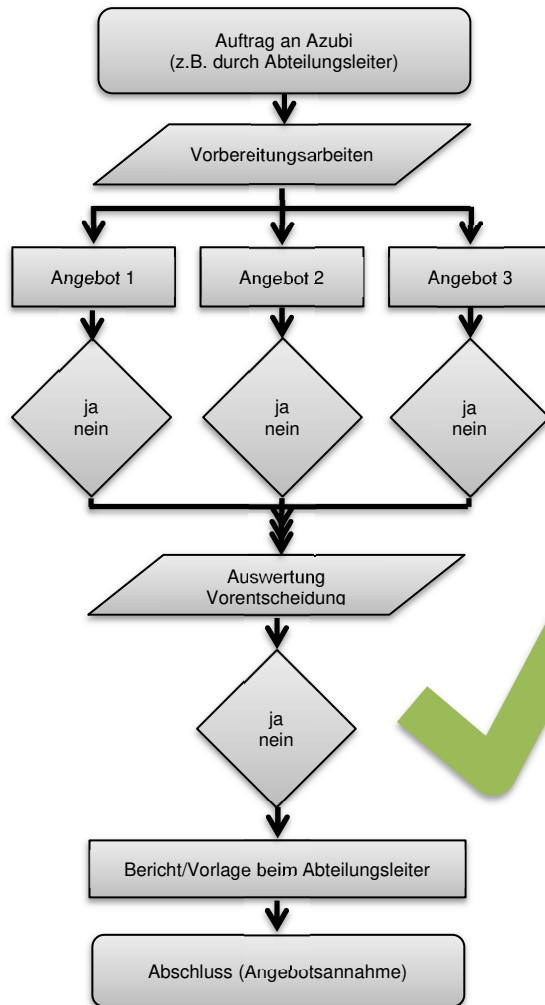 Auftrag an Azubi
(z.B. durch Abteilungsleiter)
Vorbereitungsarbeiten
Angebot 1
Angebot 2
Angebot 3
ja
nein
ja
nein
ja
nein
Auswertung
Vorentscheidung
ja
nein
Bericht/Vorlage beim Abteilungsleiter
Abschluss (Angebotsannahme)